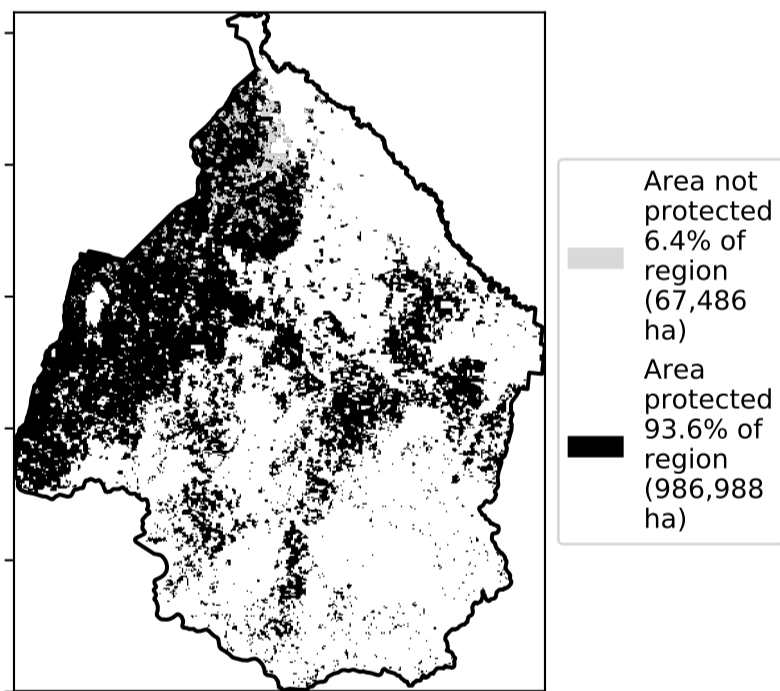 Area not
protected
6.4% of
region
(67,486
ha)
Area
protected
93.6% of
region
(986,988
ha)